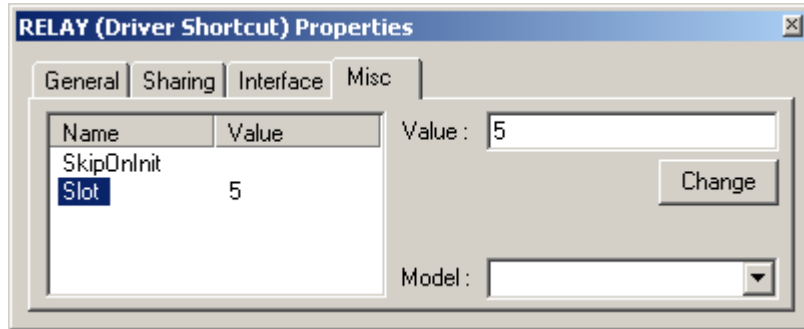 RELAY (Driver Shortcut) Properties
General Sharing Interface Misc
Name Value
SkipOnInit
Slot 5
Value : 5
Change
Model :